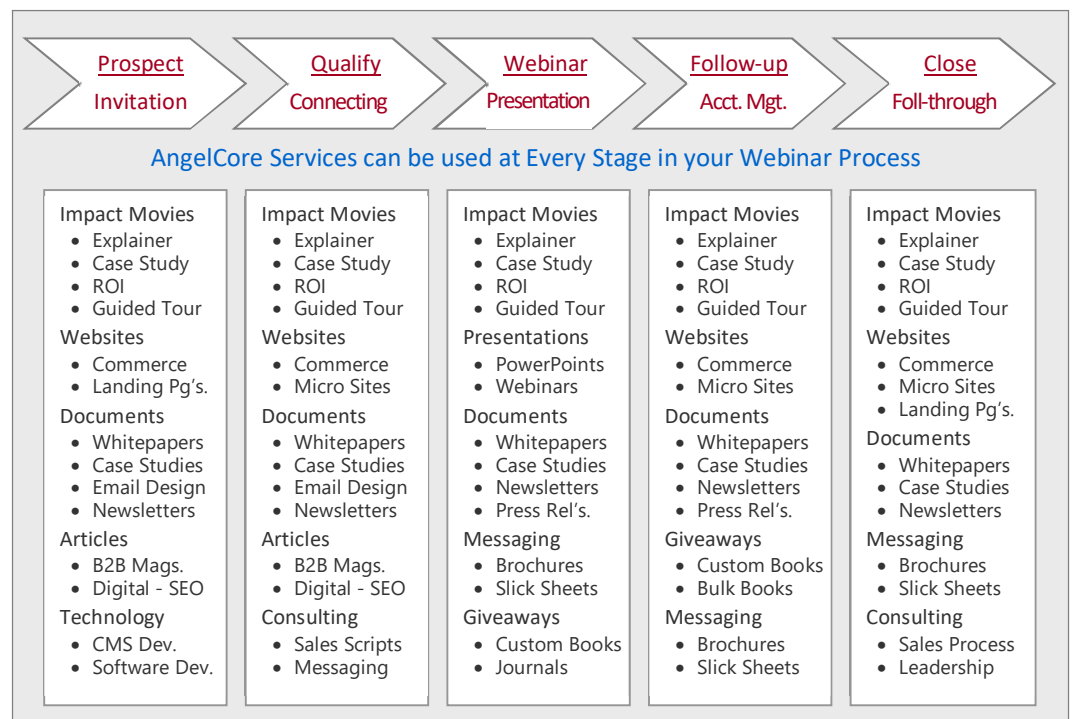 Prospect
Invitation
Qualify
Connecting
Webinar
Presentation
Follow-up
Acct. Mgt.
Close
Foll-through
AngelCore Services can be used at Every Stage in your Webinar Process
Impact Movies
• Explainer
• Case Study
• ROI
• Guided Tour
Websites
• Commerce
• Landing Pg's.
Documents
• Whitepapers
• Case Studies
• Email Design
• Newsletters
Articles
• B2B Mags.
• Digital - SEO
Technology
• CMS Dev.
• Software Dev.
Impact Movies
• Explainer
• Case Study
• ROI
• Guided Tour
Websites
• Commerce
• Micro Sites
Documents
• Whitepapers
• Case Studies
• Email Design
• Newsletters
Articles
• B2B Mags.
• Digital - SEO
Consulting
• Sales Scripts
• Messaging
Impact Movies
• Explainer
• Case Study
• ROI
• Guided Tour
Presentations
• PowerPoints
• Webinars
Documents
• Whitepapers
• Case Studies
• Newsletters
• Press Rel's.
Messaging
• Brochures
• Slick Sheets
Giveaways
• Custom Books
• Journals
Impact Movies
• Explainer
• Case Study
• ROI
• Guided Tour
Websites
• Commerce
• Micro Sites
Documents
• Whitepapers
• Case Studies
• Newsletters
• Press Rel's.
Giveaways
• Custom Books
• Bulk Books
Messaging
• Brochures
• Slick Sheets
Impact Movies
• Explainer
• Case Study
• ROI
• Guided Tour
Websites
• Commerce
• Micro Sites
• Landing Pg's.
Documents
• Whitepapers
• Case Studies
• Newsletters
Messaging
• Brochures
• Slick Sheets
Consulting
• Sales Process
• Leadership